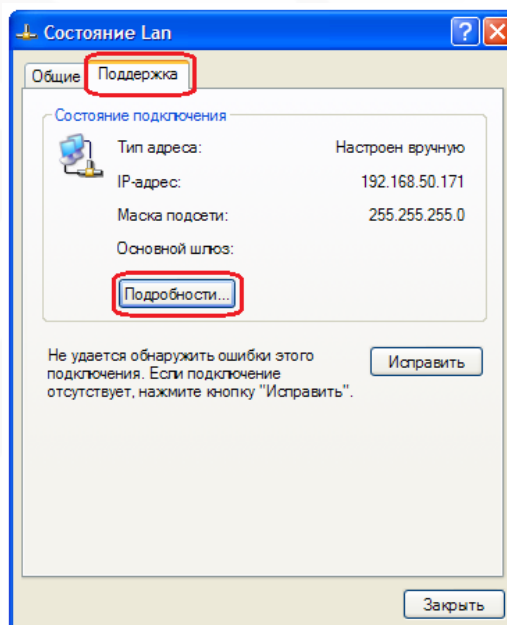 Состояние Lan
Общие Поддержка
Состояние подключения
Тип адреса: Настроен вручную
IP-адрес: 192.168.50.171
Маска подсети: 255.255.255.0
Основной шлюз:
Подробности...
Не удается обнаружить ошибки этого
подключения. Если подключение
отсутствует, нажмите кнопку "Исправить".
Исправить
Закрыть